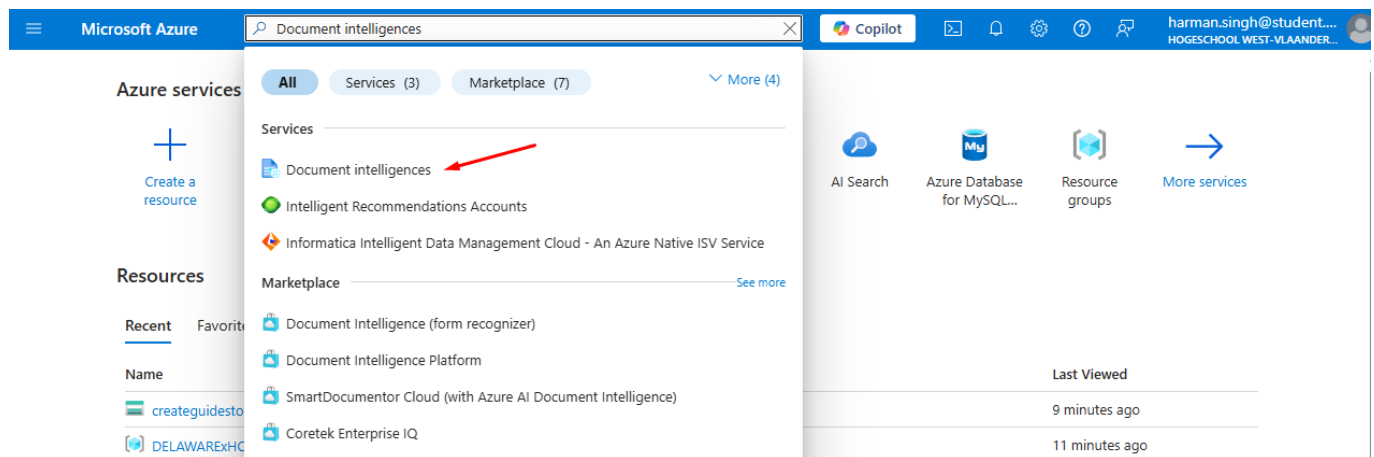 Microsoft Azure
Document intelligences
Copilot
harman.singh@student....
HOGESCHOOL WEST-VLAANDER...
Azure services
All
Services (3)
Marketplace (7)
More (4)
Services
Document intelligences
Intelligent Recommendations Accounts
Informatica Intelligent Data Management Cloud - An Azure Native ISV Service
Create a
resource
AI Search
Azure Database
for MySQL...
Resource
groups
More services
My
Marketplace
See more
Document Intelligence (form recognizer)
Document Intelligence Platform
SmartDocumentor Cloud (with Azure AI Document Intelligence)
Coretek Enterprise IQ
Resources
Recent
Favorite
Name
Last Viewed
createguidesto
9 minutes ago
DELAWARExHO
11 minutes ago